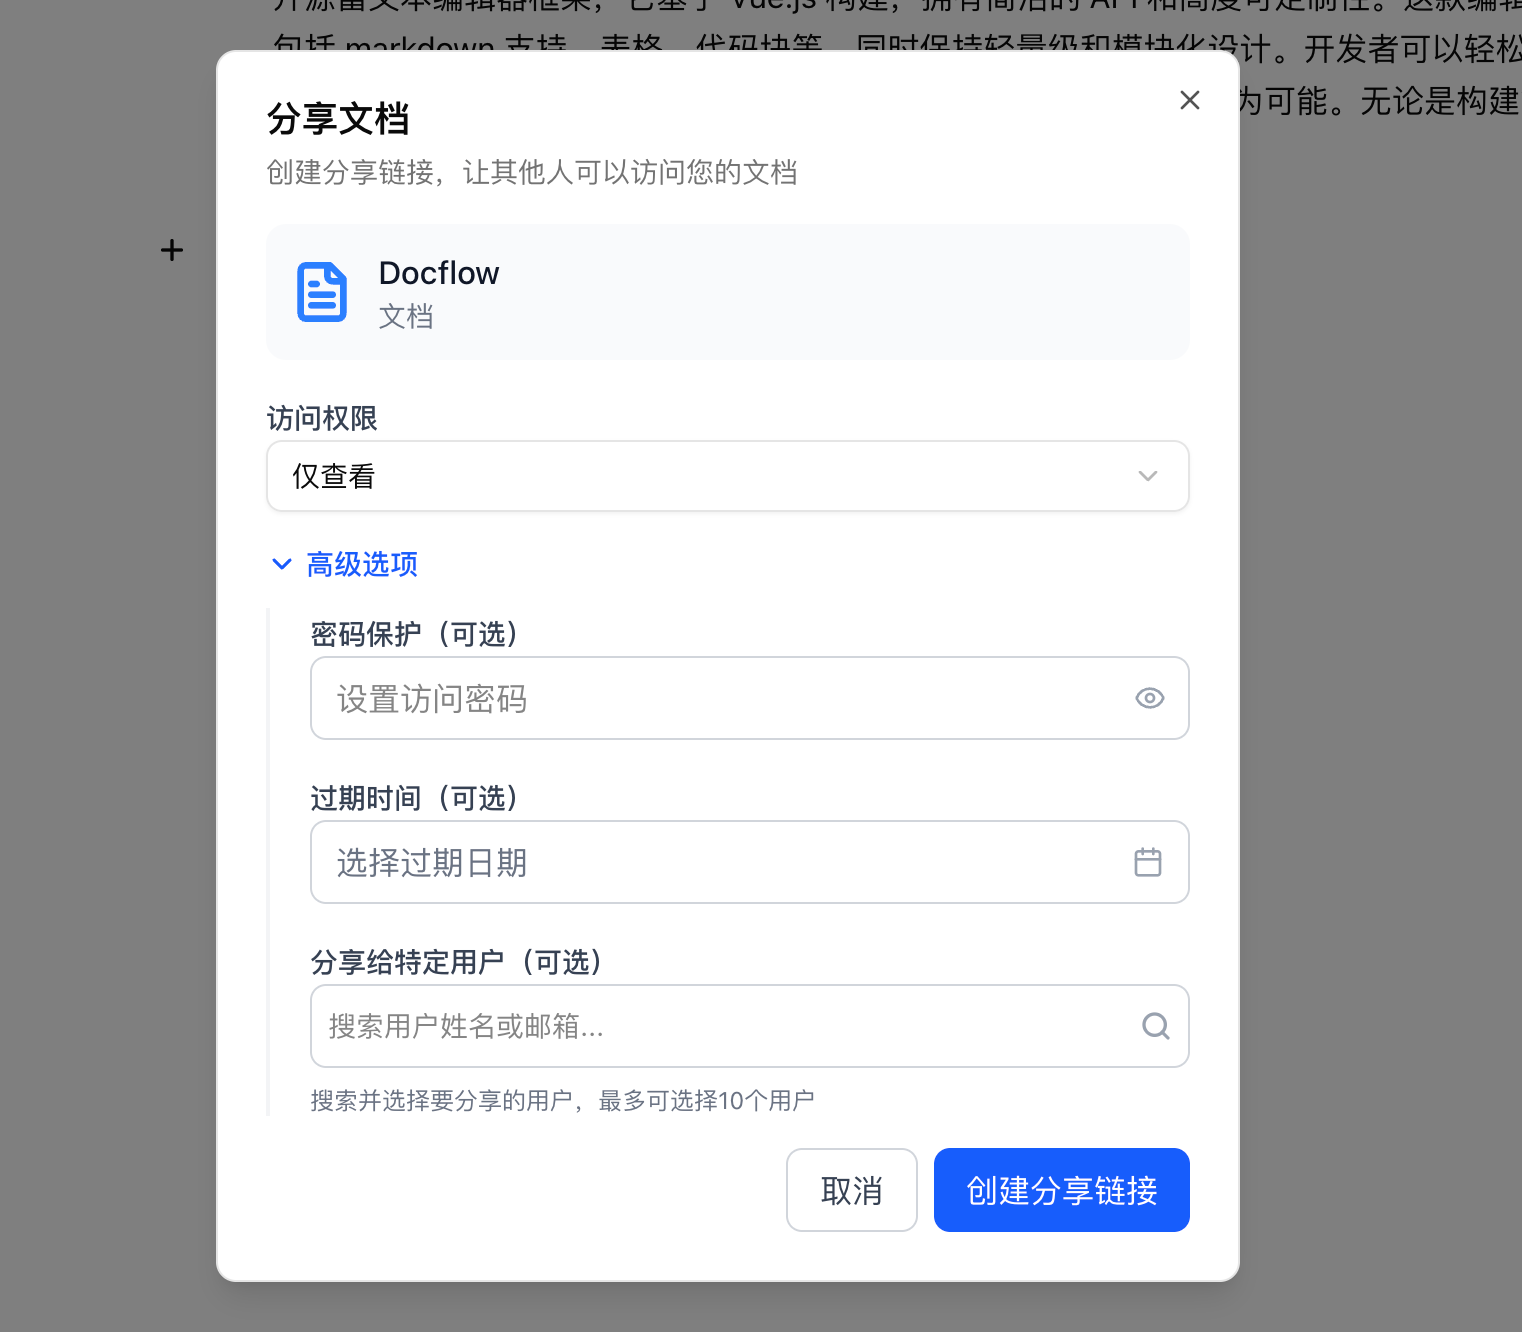 开源富文本编辑器框架，它基于 Vue.js 构建，拥有简洁的 API 和高度可定制性。这款编辑
包括 markdown 支持、表格、代码块等，同时保持轻量级和模块化设计。开发者可以轻松
为可能。无论是构建
分享文档
创建分享链接，让其他人可以访问您的文档
Docflow
文档
访问权限
仅查看
高级选项
密码保护（可选）
设置访问密码
过期时间（可选）
选择过期日期
分享给特定用户（可选）
搜索用户姓名或邮箱...
搜索并选择要分享的用户，最多可选择10个用户
取消
创建分享链接